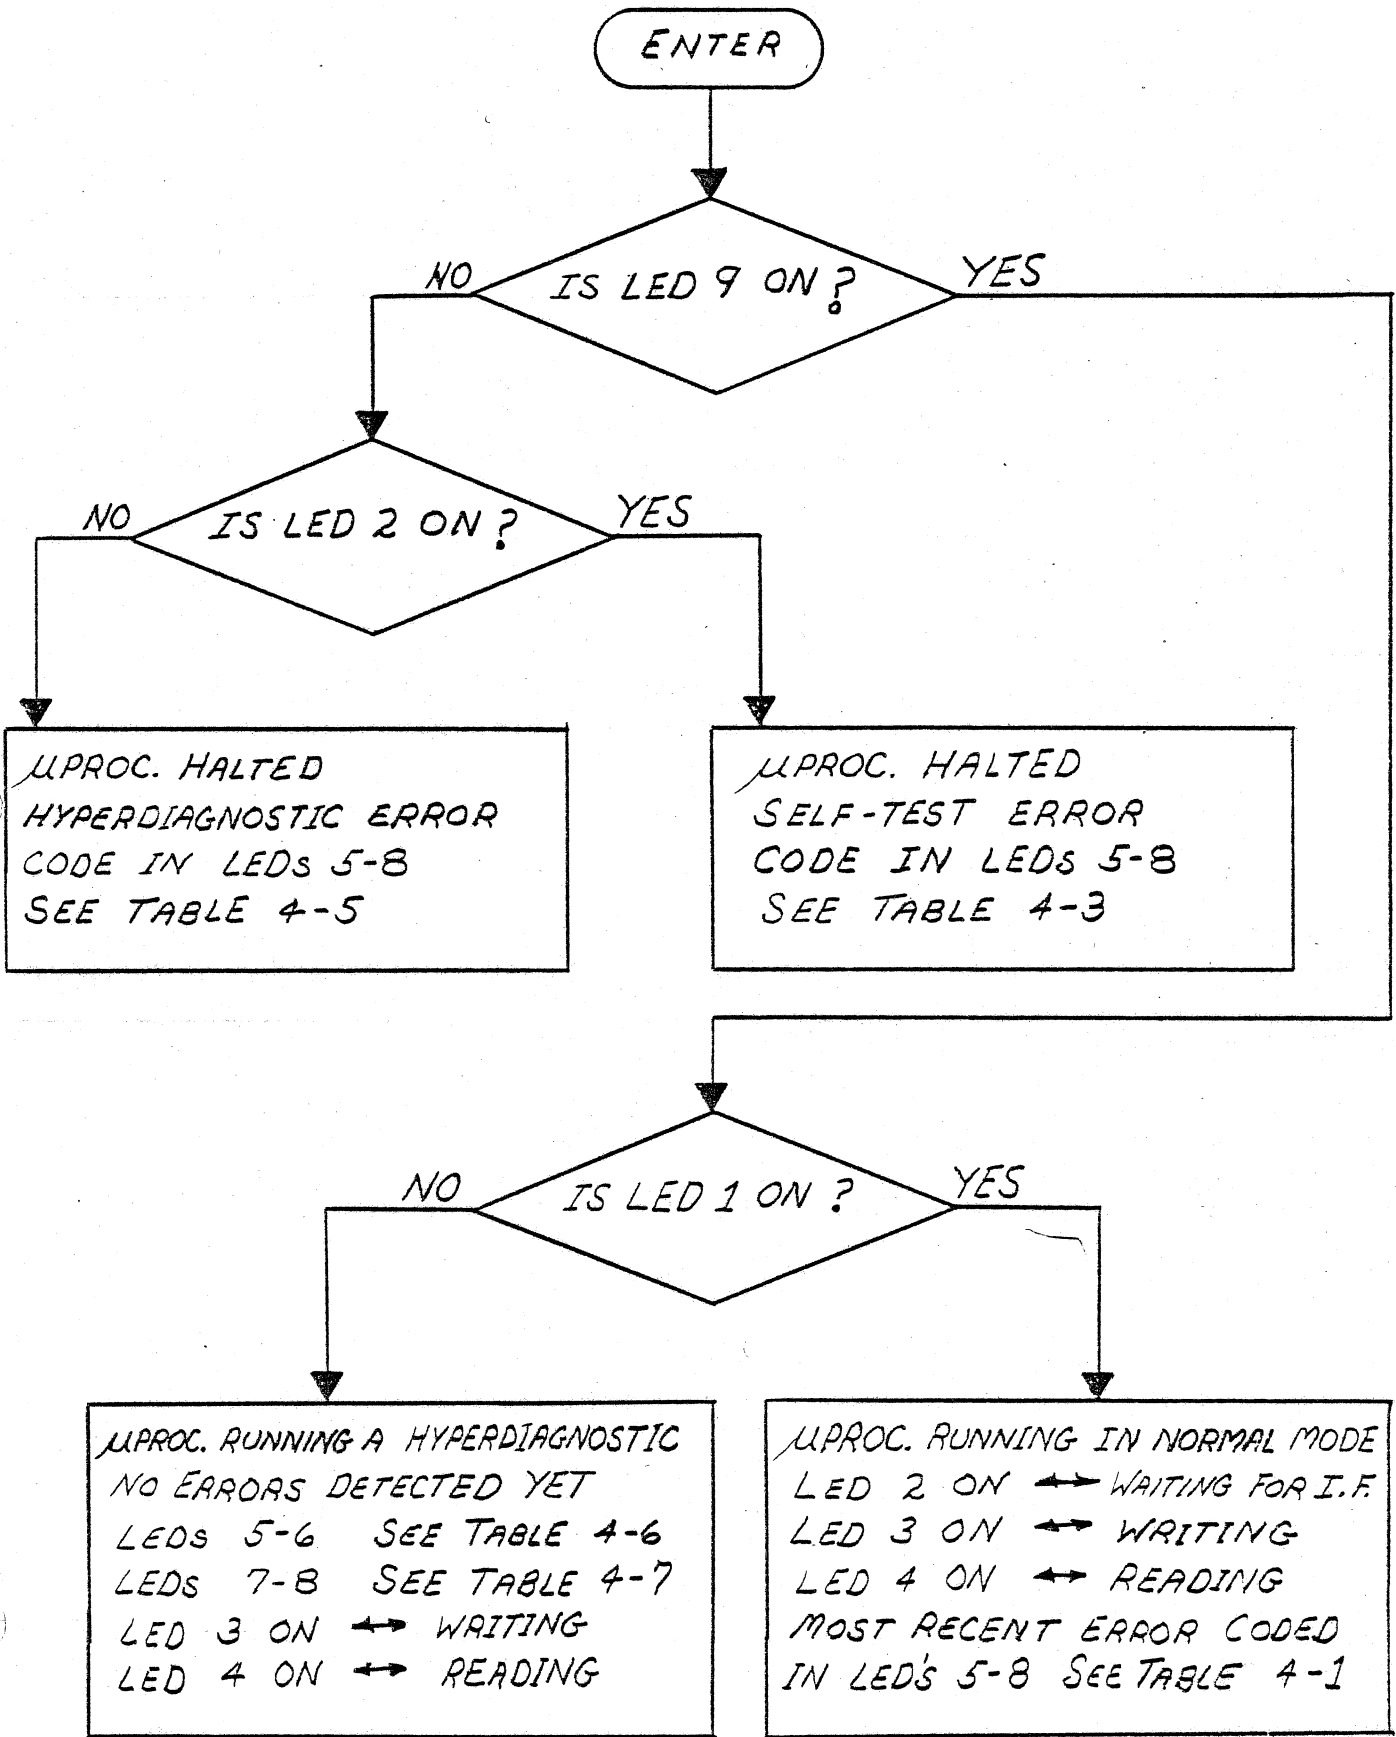 ENTER
IS LED 9 ON ?
NO
YES
IS LED 2 ON ?
NO
YES
µPROC. HALTED
HYPERDIAGNOSTIC ERROR
CODE IN LEDs 5-8
SEE TABLE 4-5
µPROC. HALTED
SELF-TEST ERROR
CODE IN LEDs 5-8
SEE TABLE 4-3
IS LED 1 ON ?
NO
YES
µPROC. RUNNING A HYPERDIAGNOSTIC
NO ERRORS DETECTED YET
LEDs 5-6 SEE TABLE 4-6
LEDs 7-8 SEE TABLE 4-7
LED 3 ON ↔ WRITING
LED 4 ON ↔ READING
µPROC. RUNNING IN NORMAL MODE
LED 2 ON ↔ WAITING FOR I.F.
LED 3 ON ↔ WRITING
LED 4 ON ↔ READING
MOST RECENT ERROR CODED
IN LED'S 5-8 SEE TABLE 4-1